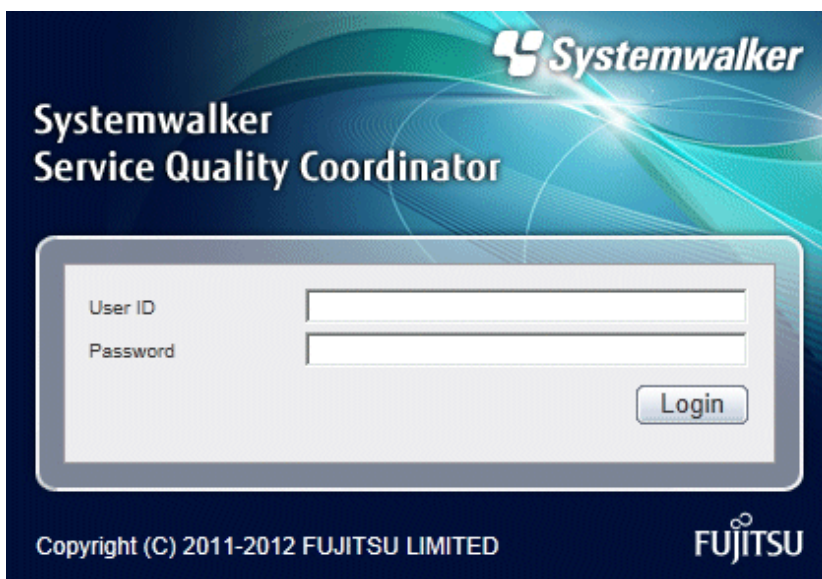 Systemwalker
Systemwalker
Service Quality Coordinator
User ID
Password
Login
Copyright (C) 2011-2012 FUJITSU LIMITED
FUJITSU